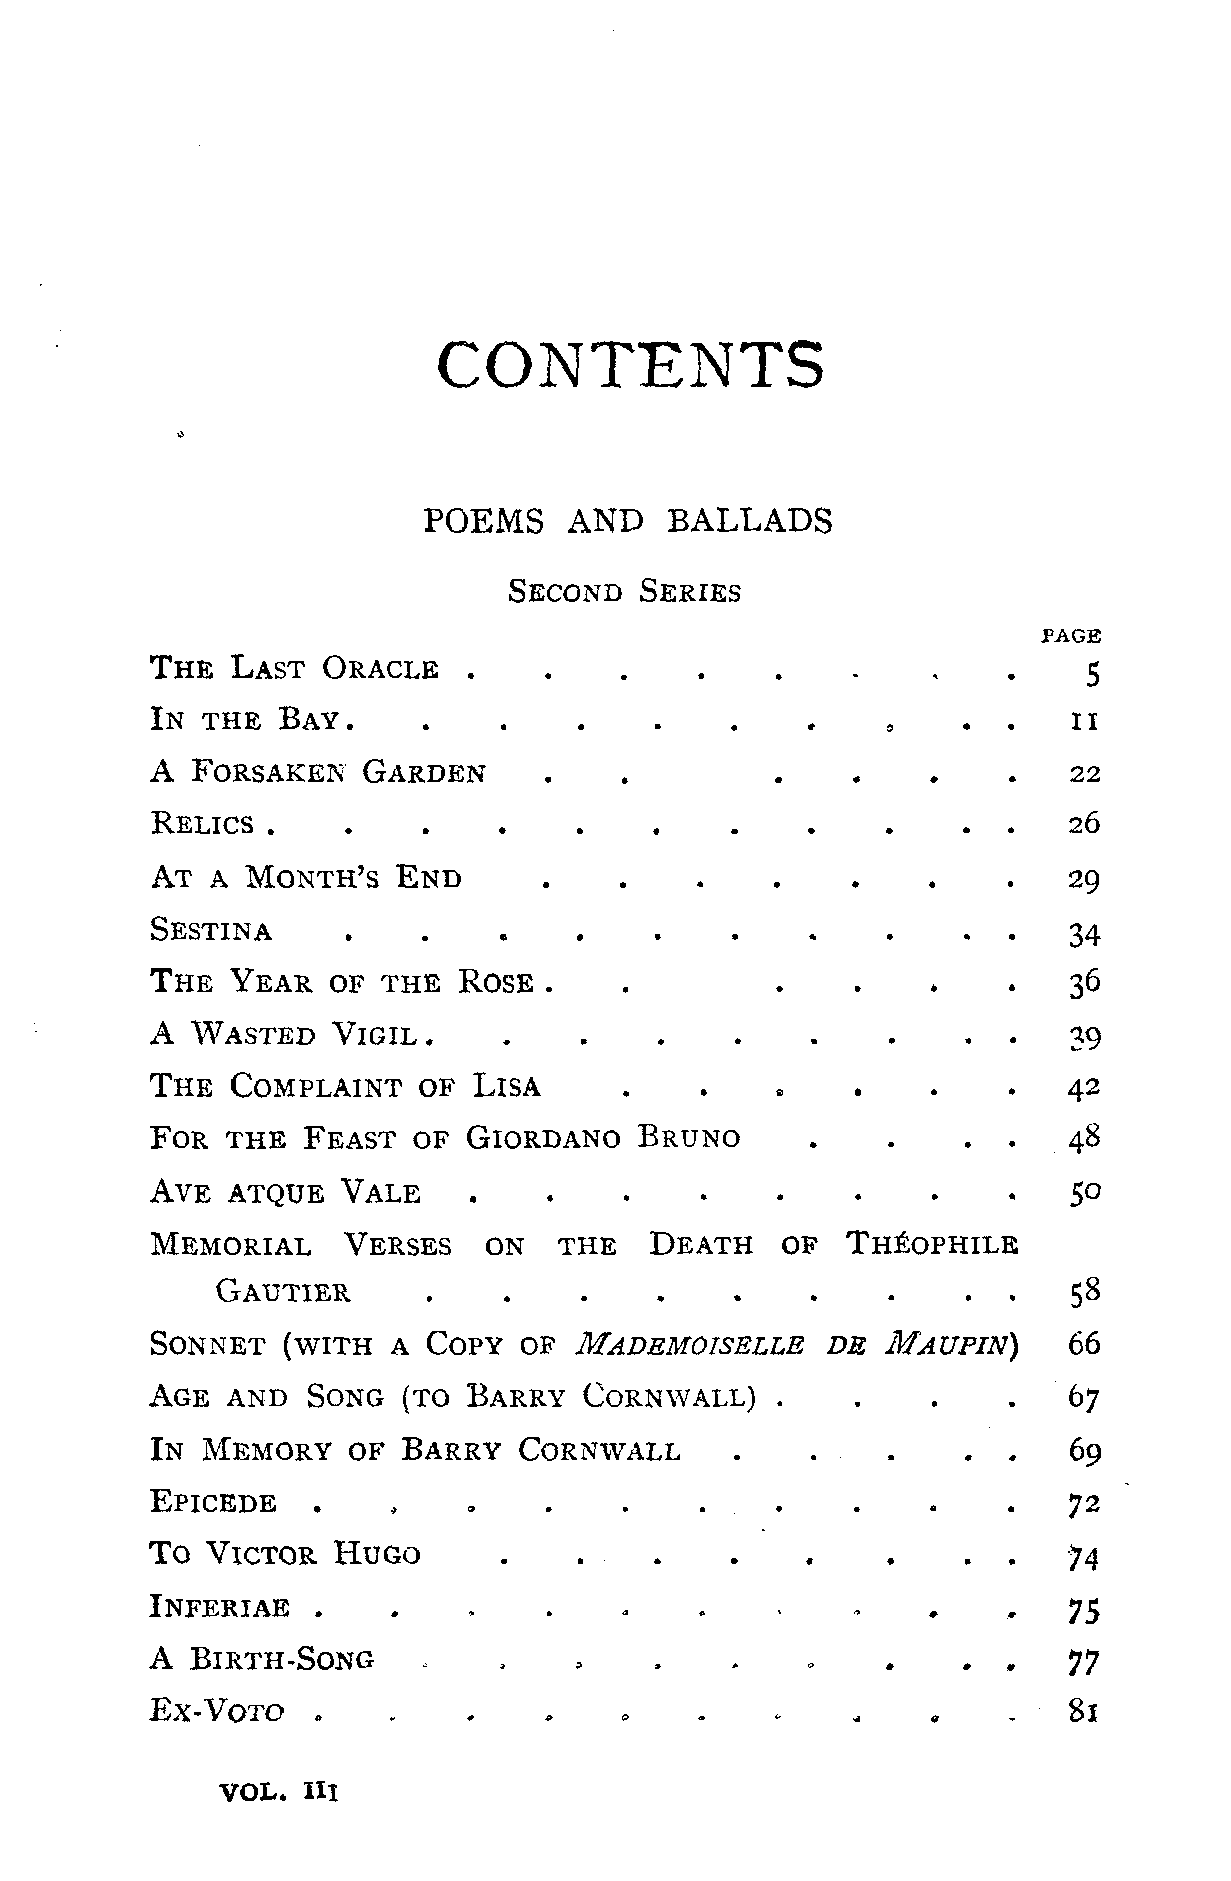 CONTENTS
POEMS AND BALLADS
SECOND SERIES
PAGE
THE LAST ORACLE . . . . . . . . 5
IN THE BAY. . . . . . . . . . 11
A FORSAKEN GARDEN . . . . . . 22
RELICS . . . . . . . . . . . 26
AT A MONTH'S END . . . . . . . 29
SESTINA . . . . . . . . . . 34
THE YEAR OF THE ROSE . . . . . . 36
A WASTED VIGIL. . . . . . . . . 39
THE COMPLAINT OF LISA . . . . . . 42
FOR THE FEAST OF GIORDANO BRUNO . . . . 48
AVE ATQUE VALE . . . . . . . . 50
MEMORIAL VERSES ON THE DEATH OF THÉOPHILE
GAUTIER . . . . . . . . . 58
SONNET (WITH A COPY OF MADEMOISELLE DE MAUPIN) 66
AGE AND SONG (TO BARRY CORNWALL) . . . . 67
IN MEMORY OF BARRY CORNWALL . . . . . 69
EPICEDE . . . . . . . . . . 72
TO VICTOR HUGO . . . . . . . . 74
INFERIAE . . . . . . . . . . 75
A BIRTH-SONG . . . . . . . . . 77
EX-VOTO . . . . . . . . . . 81
VOL. III